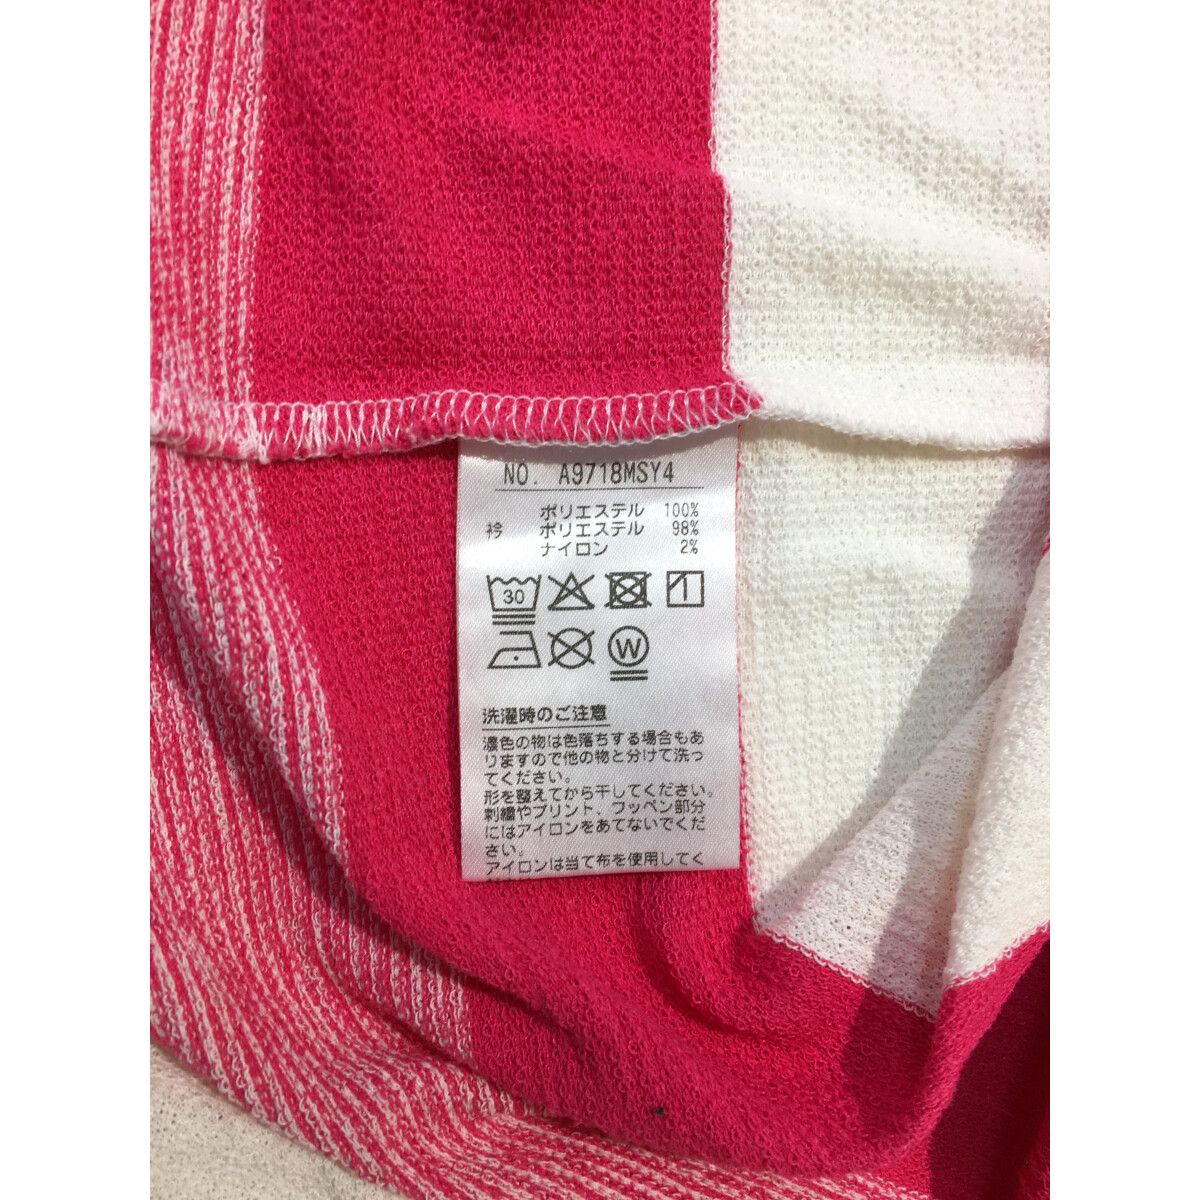 NO. A9718MSY4
ポリエステル 100%
衿 ポリエステル 98%
ナイロン 2%
30
W
洗濯時のご注意
濃色の物は色落ちする場合もあ
りますので他の物と分けて洗っ
てください。
形を整えてから干してください。
刺繍やプリント、ワッペン部分
にはアイロンをあてないでくだ
さい。
アイロンは当て布を使用してく